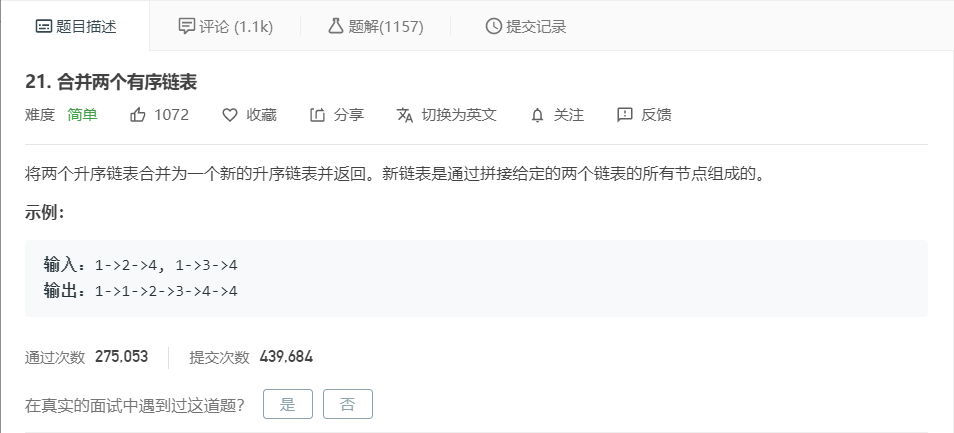 题目描述 评论 (1.1k) 题解(1157) 提交记录
21. 合并两个有序链表
难度 简单 1072 收藏 分享 切换为英文 关注 反馈
将两个升序链表合并为一个新的升序链表并返回。新链表是通过拼接给定的两个链表的所有节点组成的。
示例：
输入：1->2->4, 1->3->4
输出：1->1->2->3->4->4
通过次数 275,053 提交次数 439,684
在真实的面试中遇到过这道题? 是 否